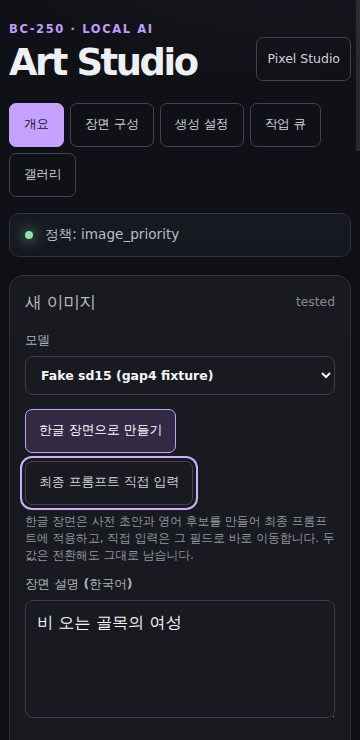 BC-250 · LOCAL AI
Art Studio
Pixel Studio
개요
장면 구성
생성 설정
작업 큐
갤러리
정책: image_priority
새 이미지
tested
모델
Fake sd15 (gap4 fixture)
한글 장면으로 만들기
최종 프롬프트 직접 입력
한글 장면은 사전 초안과 영어 후보를 만들어 최종 프롬프
트에 적용하고, 직접 입력은 그 필드로 바로 이동합니다. 두
값은 전환해도 그대로 남습니다.
장면 설명 (한국어)
비 오는 골목의 여성